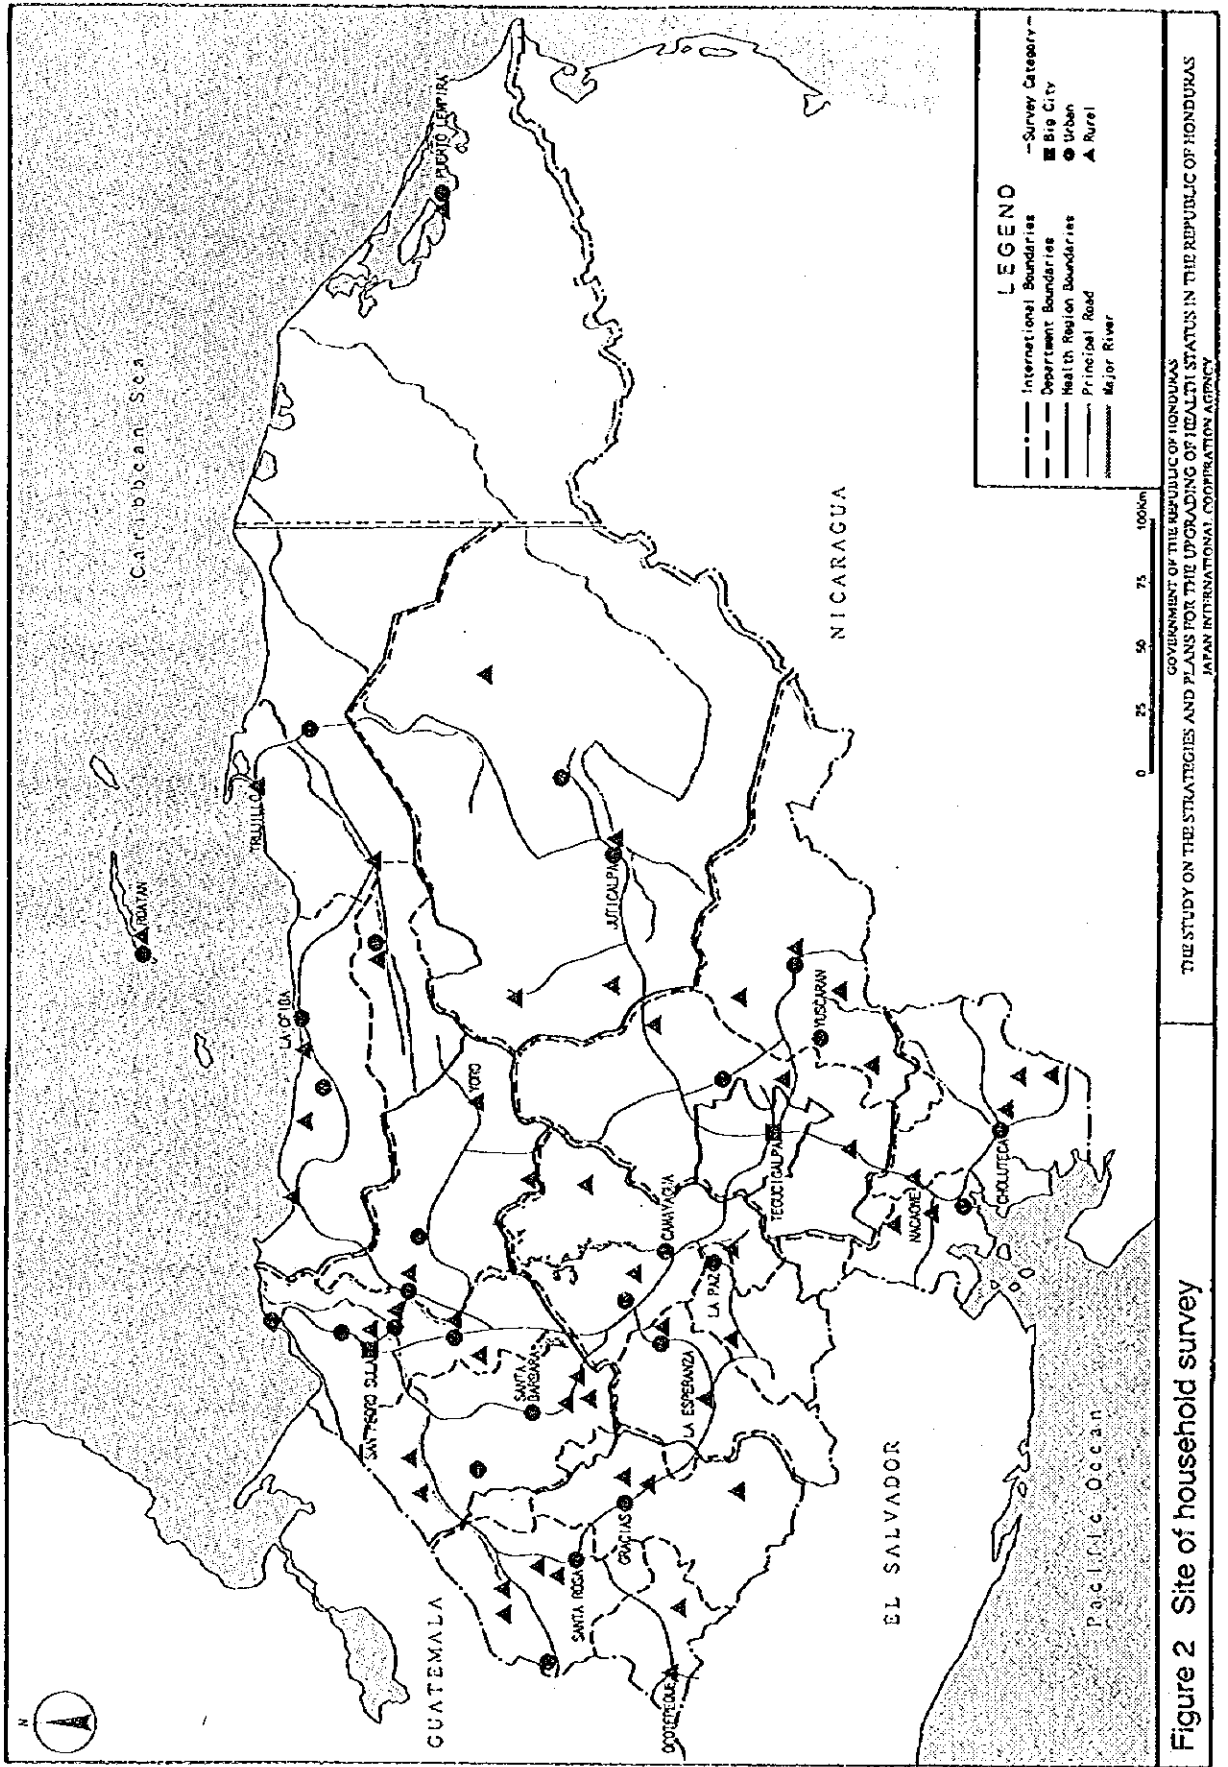 N
Caribbean Sea
GUATEMALA
NICARAGUA
EL SALVADOR
Pacific Ocean
ROATAN
TRUJILLO
PUERTO LEMPIRA
LA CEIBA
SAN PEDRO SULA
YORO
SANTA
BARBARA
JUTICALPA
SANTA ROSA
GRACIAS
LA ESPERANZA
COMAYAGUA
LA PAZ
OCOTEPEQUE
TEGUCIGALPA
YUSCARAN
NACAOME
CHOLUTECA
0 25 50 75 100Km
LEGEND
International Boundaries
Department Boundaries
Health Region Boundaries
Principal Road
Major River
--Survey Category--
Big City
Urban
Rural
Figure 2 Site of household survey
GOVERNMENT OF THE REPUBLIC OF HONDURAS
THE STUDY ON THE STRATEGIES AND PLANS FOR THE UPGRADING OF HEALTH STATUS IN THE REPUBLIC OF HONDURAS
JAPAN INTERNATIONAL COOPERATION AGENCY